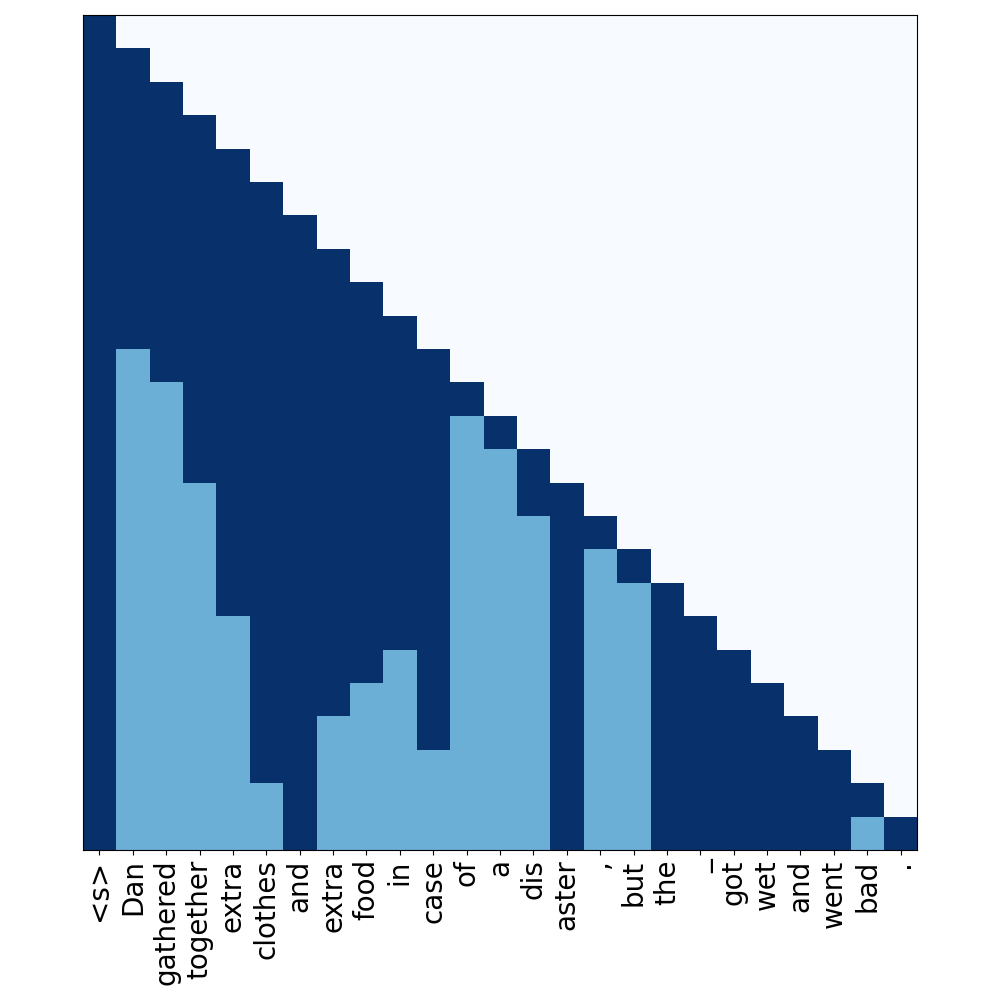 <s>
Dan
gathered
together
extra
clothes
and
extra
food
in
case
of
a
dis
aster
,
but
the
_
got
wet
and
went
bad
.